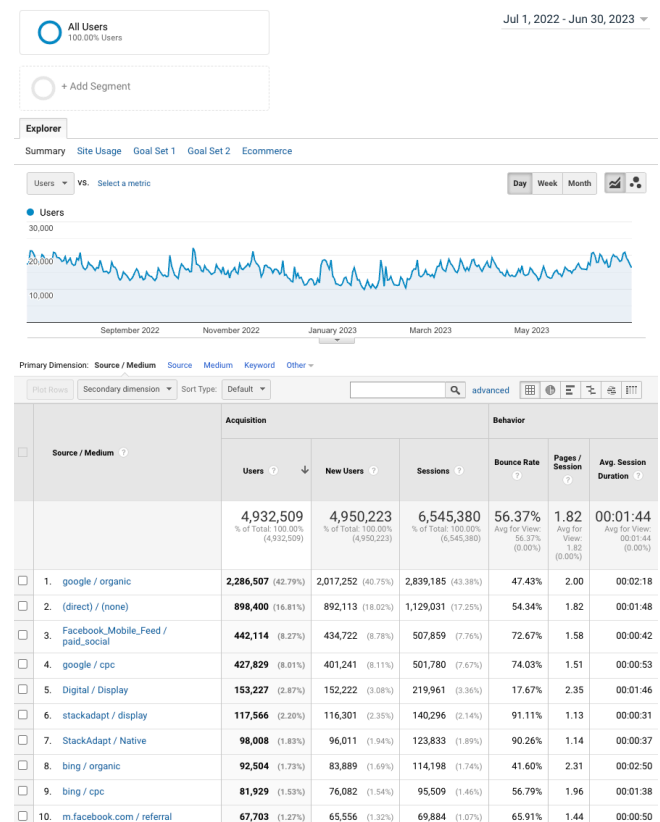 All Users
100.00% Users
Jul 1, 2022 - Jun 30, 2023
+ Add Segment
Explorer
Summary Site Usage Goal Set 1 Goal Set 2 Ecommerce
Users VS. Select a metric
Day Week Month
Users
30,000
20,000
10,000
September 2022 November 2022 January 2023 March 2023 May 2023
Primary Dimension: Source / Medium Source Medium Keyword Other
Plot Rows Secondary dimension Sort Type: Default advanced
Acquisition Behavior
Source / Medium ? Users ? New Users ? Sessions ? Bounce Rate ? Pages / Session ? Avg. Session Duration ?
4,932,509 4,950,223 6,545,380 56.37% 1.82 00:01:44
% of Total: 100.00% (4,932,509) % of Total: 100.00% (4,950,223) % of Total: 100.00% (6,545,380) Avg for View: 56.37% (0.00%) Avg for View: 1.82 (0.00%) Avg for View: 00:01:44 (0.00%)
1. google / organic 2,286,507 (42.79%) 2,017,252 (40.75%) 2,839,185 (43.38%) 47.43% 2.00 00:02:18
2. (direct) / (none) 898,400 (16.81%) 892,113 (18.02%) 1,129,031 (17.25%) 54.34% 1.82 00:01:48
3. Facebook_Mobile_Feed / paid_social 442,114 (8.27%) 434,722 (8.78%) 507,859 (7.76%) 72.67% 1.58 00:00:42
4. google / cpc 427,829 (8.01%) 401,241 (8.11%) 501,780 (7.67%) 74.03% 1.51 00:00:53
5. Digital / Display 153,227 (2.87%) 152,222 (3.08%) 219,961 (3.36%) 17.67% 2.35 00:01:46
6. stackadapt / display 117,566 (2.20%) 116,301 (2.35%) 140,296 (2.14%) 91.11% 1.13 00:00:31
7. StackAdapt / Native 98,008 (1.83%) 96,011 (1.94%) 123,833 (1.89%) 90.26% 1.14 00:00:37
8. bing / organic 92,504 (1.73%) 83,889 (1.69%) 114,198 (1.74%) 41.60% 2.31 00:02:50
9. bing / cpc 81,929 (1.53%) 76,082 (1.54%) 95,509 (1.46%) 56.79% 1.96 00:01:38
10. m.facebook.com / referral 67,703 (1.27%) 65,556 (1.32%) 69,884 (1.07%) 65.91% 1.44 00:00:50